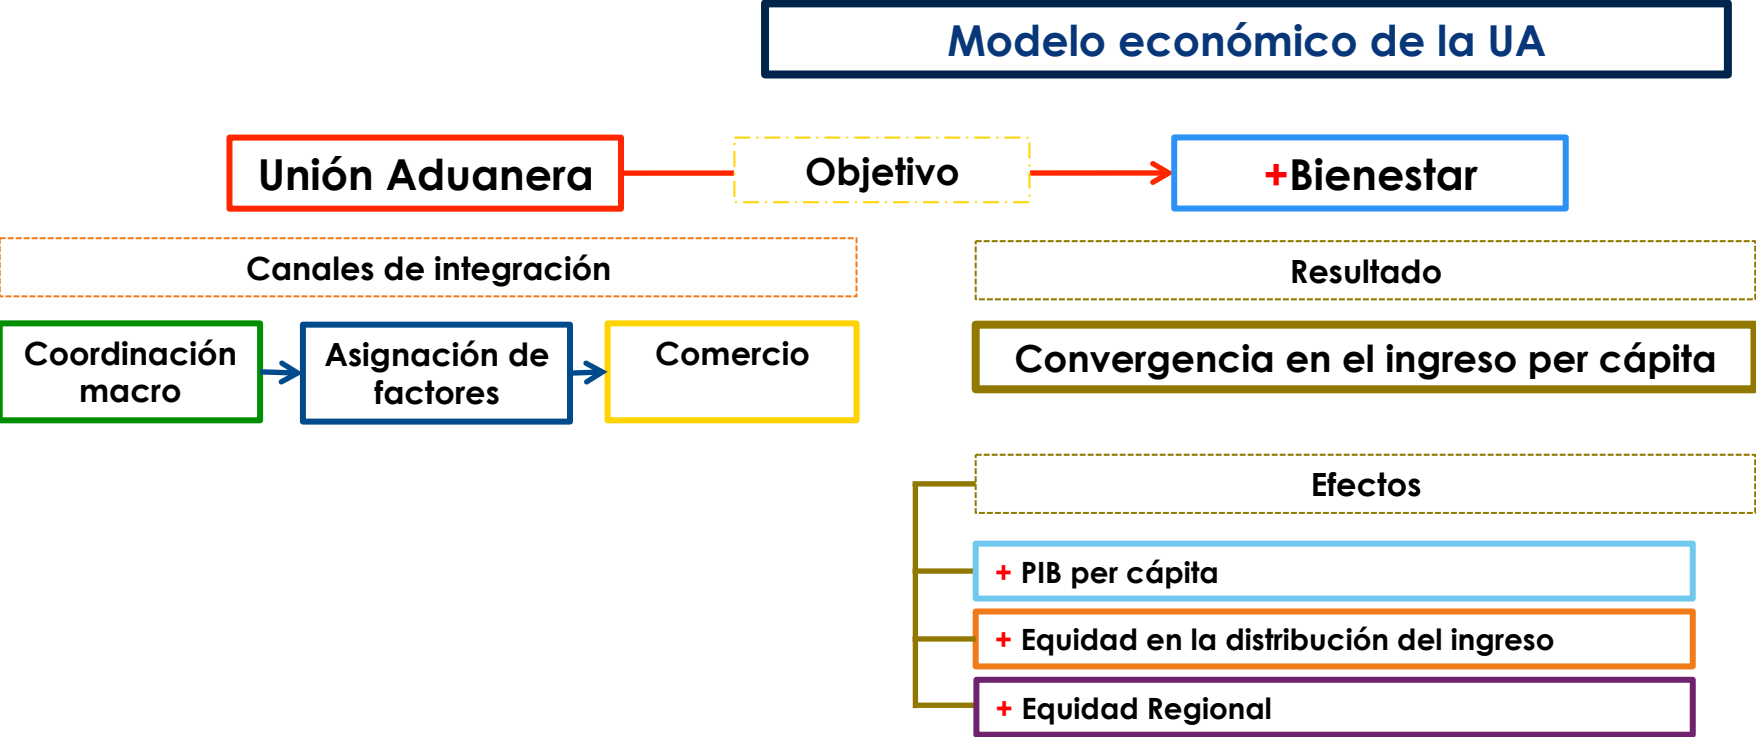 Modelo económico de la UA
Unión Aduanera
Objetivo
+Bienestar
Canales de integración
Resultado
Coordinación
macro
Asignación de
factores
Comercio
Convergencia en el ingreso per cápita
Efectos
+ PIB per cápita
+ Equidad en la distribución del ingreso
+ Equidad Regional